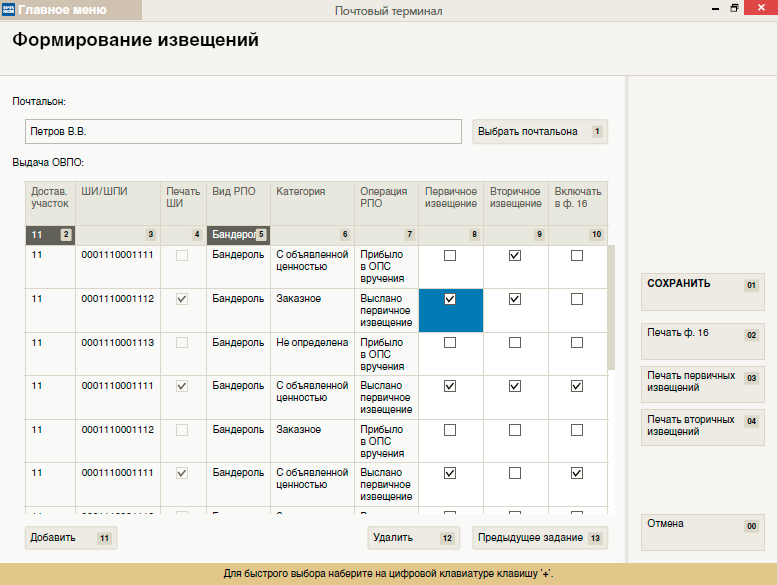 Главное меню
Почтовый терминал
Формирование извещений
Почтальон:
Петров В.В.
Выбрать почтальона 1
Выдача ОВПО:
Достав. участок ШИ/ШПИ Печать ШИ Вид РПО Категория Операция РПО Первичное извещение Вторичное извещение Включать в ф. 16
11 2 3 4 Бандероль 5 6 7 8 9 10
11 0001110001111 Бандероль С объявленной ценностью Прибыло в ОПС вручения
11 0001110001112 Бандероль Заказное Выслано первичное извещение
11 0001110001113 Бандероль Не определена Прибыло в ОПС вручения
11 0001110001111 Бандероль С объявленной ценностью Выслано первичное извещение
11 0001110001112 Бандероль Заказное Прибыло в ОПС вручения
11 0001110001111 Бандероль С объявленной ценностью Выслано первичное извещение
Добавить 11
Удалить 12
Предыдущее задание 13
СОХРАНИТЬ 01
Печать ф. 16 02
Печать первичных извещений 03
Печать вторичных извещений 04
Отмена 00
Для быстрого выбора наберите на цифровой клавиатуре клавишу '+'.